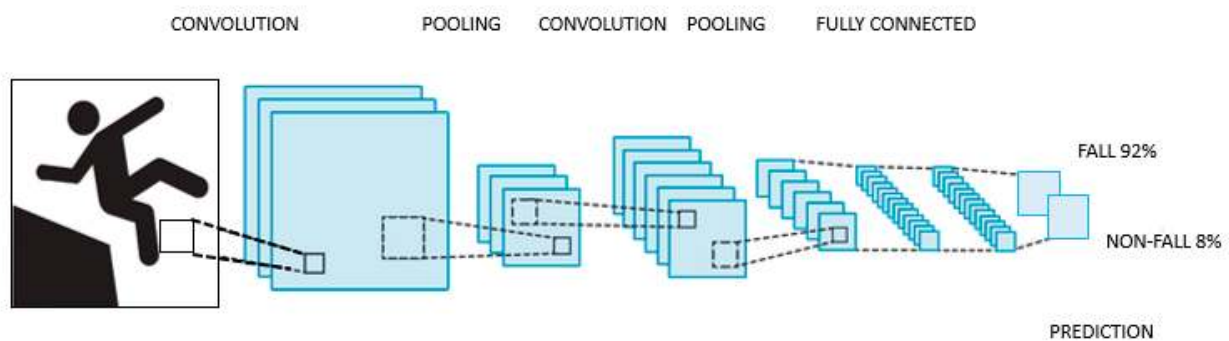 CONVOLUTION POOLING CONVOLUTION POOLING FULLY CONNECTED
FALL 92%
NON-FALL 8%
PREDICTION